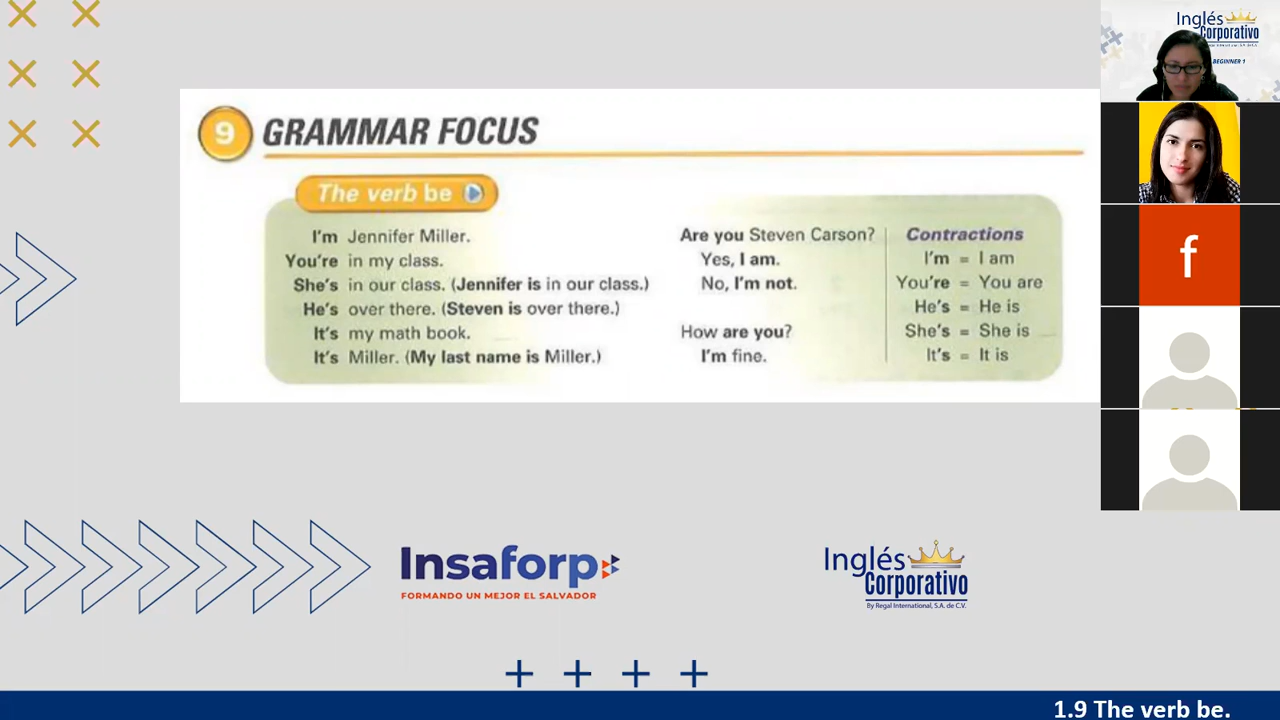 9 GRAMMAR FOCUS
The verb be
I'm Jennifer Miller.
You're in my class.
She's in our class. (Jennifer is in our class.)
He's over there. (Steven is over there.)
It's my math book.
It's Miller. (My last name is Miller.)
Are you Steven Carson?
Yes, I am.
No, I'm not.
How are you?
I'm fine.
Contractions
I'm = I am
You're = You are
He's = He is
She's = She is
It's = It is
Inglés
Corporativo
BEGINNER 1
f
Insaforp
FORMANDO UN MEJOR EL SALVADOR
Inglés
Corporativo
By Regal International, S.A. de C.V.
1.9 The verb be.